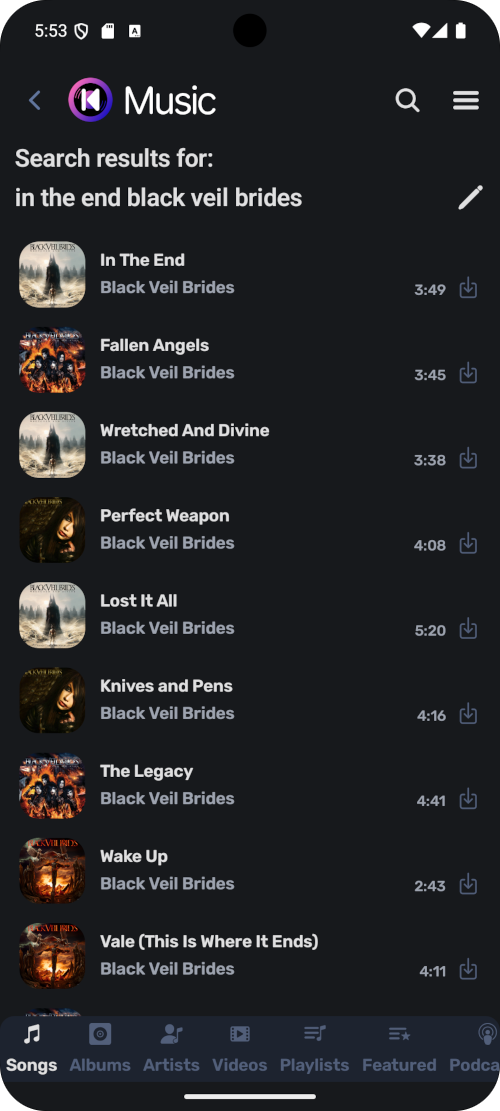 5:53
Music
Search results for:
in the end black veil brides
In The End
Black Veil Brides
3:49
Fallen Angels
Black Veil Brides
3:45
Wretched And Divine
Black Veil Brides
3:38
Perfect Weapon
Black Veil Brides
4:08
Lost It All
Black Veil Brides
5:20
Knives and Pens
Black Veil Brides
4:16
The Legacy
Black Veil Brides
4:41
Wake Up
Black Veil Brides
2:43
Vale (This Is Where It Ends)
Black Veil Brides
4:11
Songs Albums Artists Videos Playlists Featured Podca